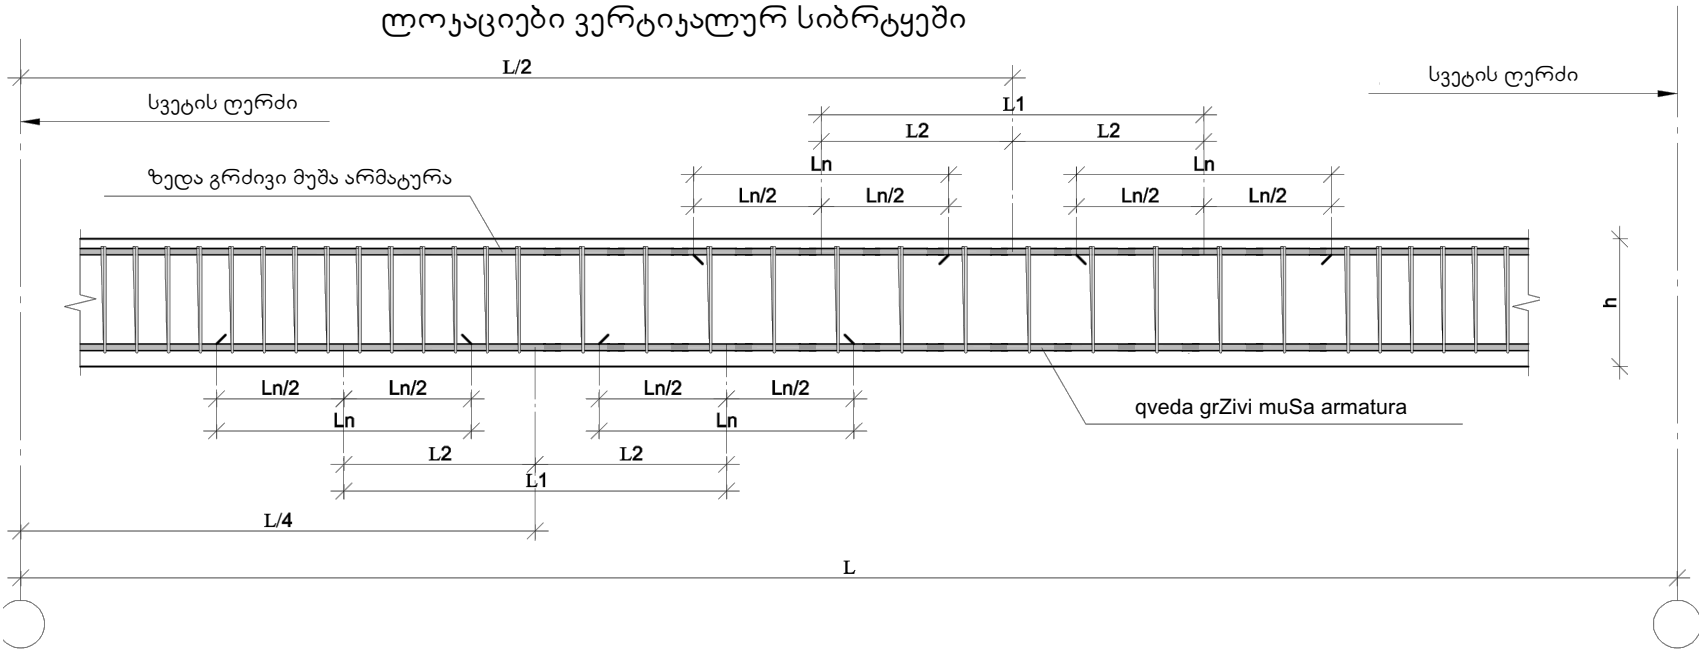 ლოკაციები ვერტიკალურ სიბრტყეში
L/2
სვეტის ღერძი
სვეტის ღერძი
L1
L2 L2
Ln Ln
ზედა გრძივი მუშა არმატურა
Ln/2 Ln/2 Ln/2 Ln/2
h
Ln/2 Ln/2 Ln/2 Ln/2
qveda grZivi muSa armatura
Ln Ln
L2 L2
L1
L/4
L